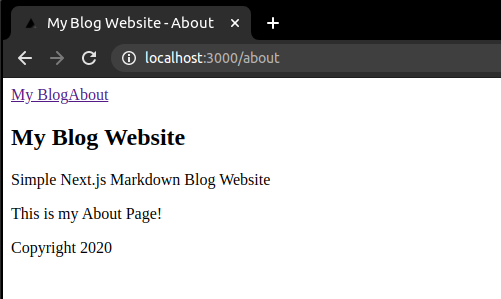 My Blog Website - About
localhost:3000/about
My BlogAbout
My Blog Website
Simple Next.js Markdown Blog Website
This is my About Page!
Copyright 2020